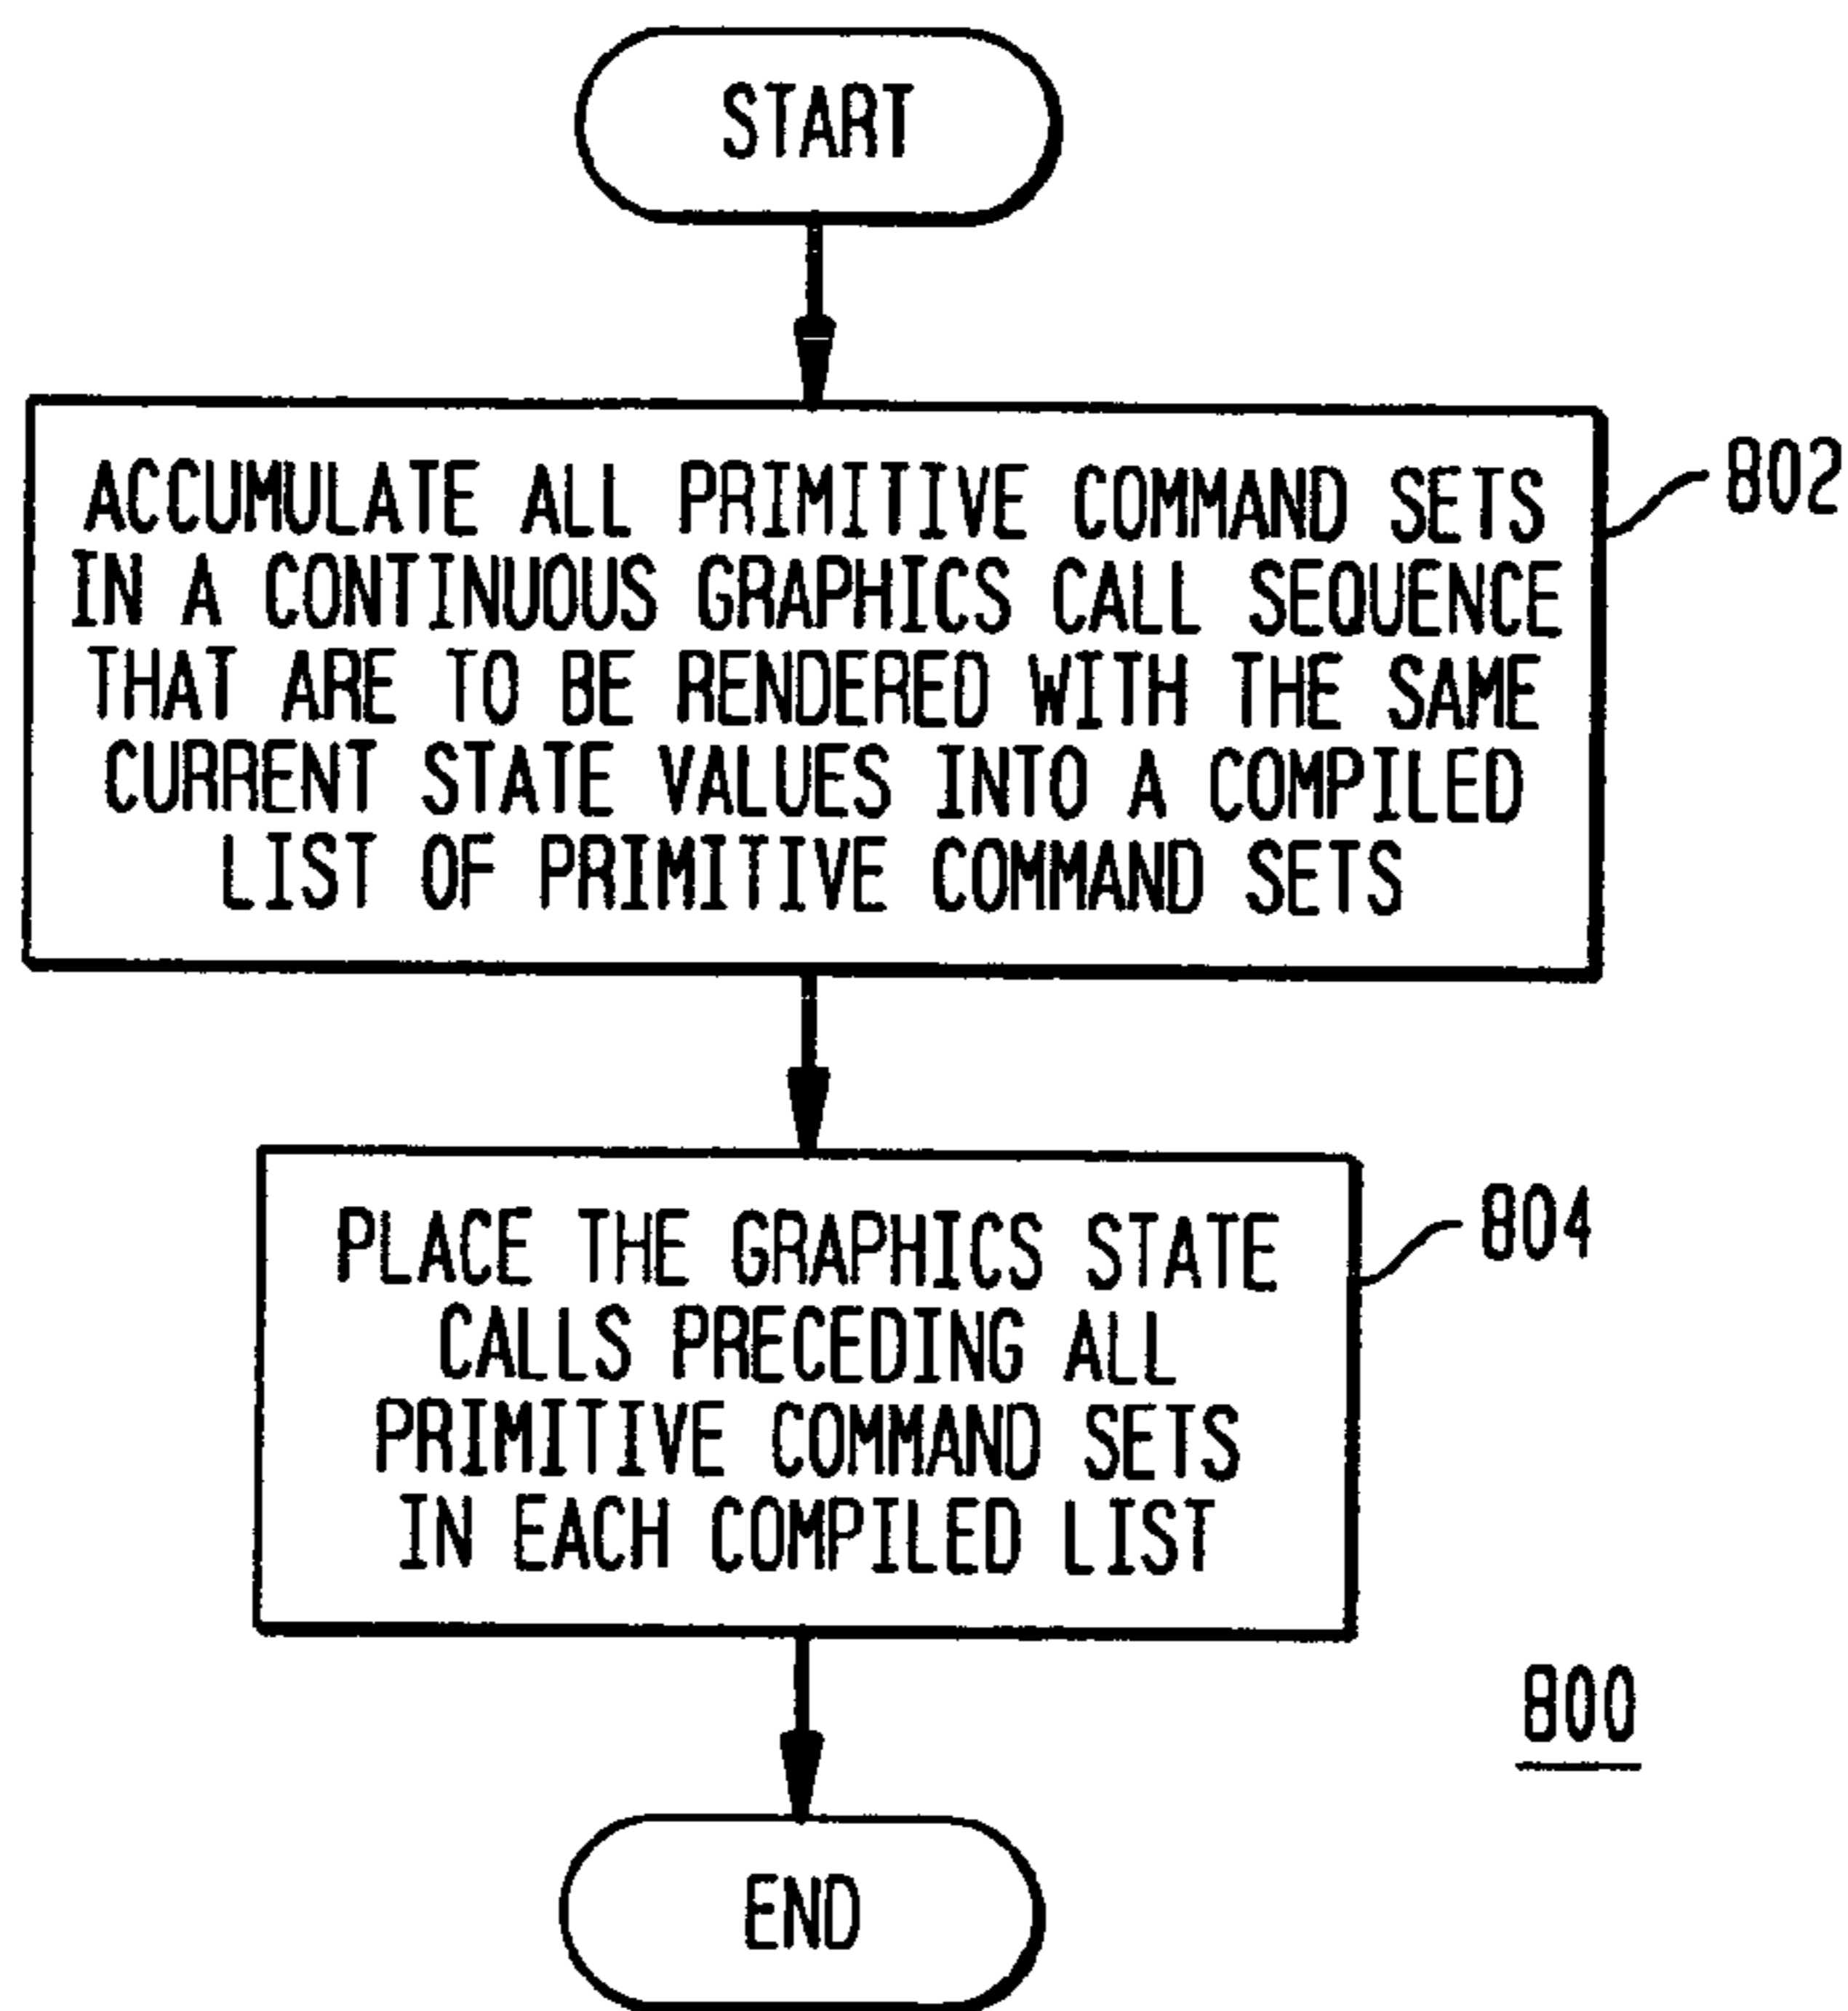 START
ACCUMULATE ALL PRIMITIVE COMMAND SETS
IN A CONTINUOUS GRAPHICS CALL SEQUENCE
THAT ARE TO BE RENDERED WITH THE SAME
CURRENT STATE VALUES INTO A COMPILED
LIST OF PRIMITIVE COMMAND SETS
802
PLACE THE GRAPHICS STATE
CALLS PRECEDING ALL
PRIMITIVE COMMAND SETS
IN EACH COMPILED LIST
804
800
END